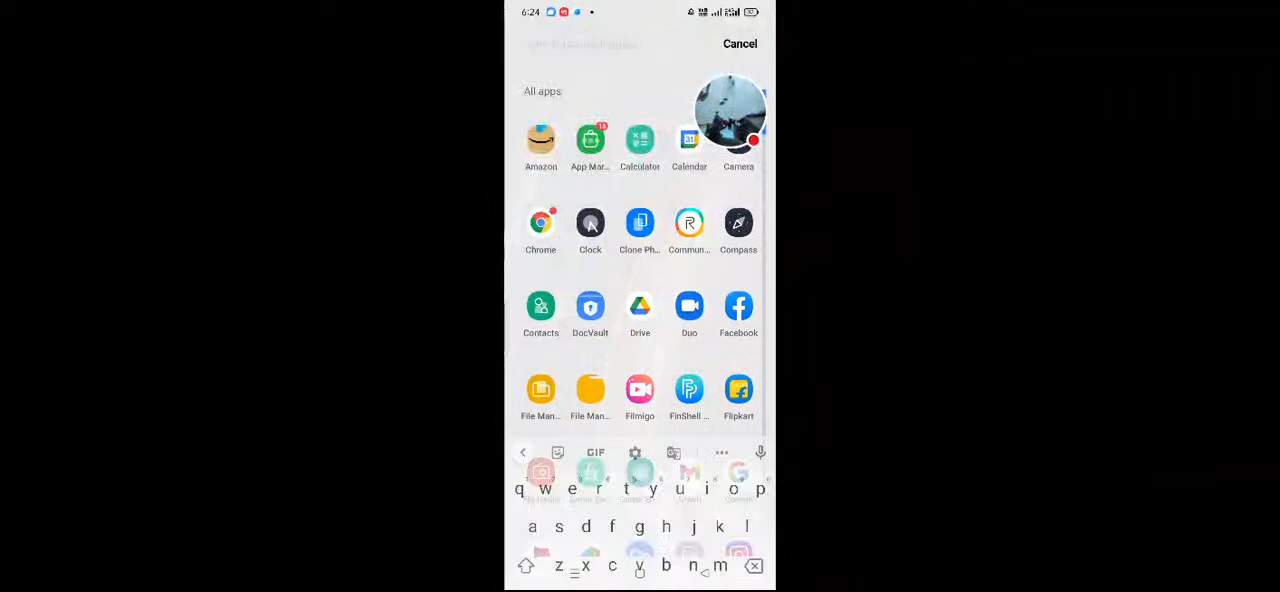 6:24
Cancel
All apps
Amazon App Mar... Calculator Calendar Camera
Chrome Clock Clone Ph... Commun... Compass
Contacts DocVault Drive Duo Facebook
File Man... File Man... Filmigo FinShell ... Flipkart
GIF
q w e r t y u i o p
a s d f g h j k l
z x c v b n m